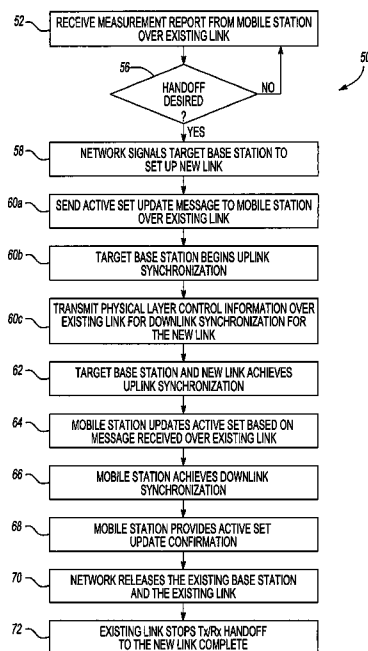 52
RECEIVE MEASUREMENT REPORT FROM MOBILE STATION
OVER EXISTING LINK
50
56
HANDOFF
DESIRED
?
NO
YES
58
NETWORK SIGNALS TARGET BASE STATION TO
SET UP NEW LINK
60a
SEND ACTIVE SET UPDATE MESSAGE TO MOBILE STATION
OVER EXISTING LINK
60b
TARGET BASE STATION BEGINS UPLINK
SYNCHRONIZATION
60c
TRANSMIT PHYSICAL LAYER CONTROL INFORMATION OVER
EXISTING LINK FOR DOWNLINK SYNCHRONIZATION FOR
THE NEW LINK
62
TARGET BASE STATION AND NEW LINK ACHIEVES
UPLINK SYNCHRONIZATION
64
MOBILE STATION UPDATES ACTIVE SET BASED ON
MESSAGE RECEIVED OVER EXISTING LINK
66
MOBILE STATION ACHIEVES DOWNLINK
SYNCHRONIZATION
68
MOBILE STATION PROVIDES ACTIVE SET
UPDATE CONFIRMATION
70
NETWORK RELEASES THE EXISTING BASE STATION
AND THE EXISTING LINK
72
EXISTING LINK STOPS Tx/Rx HANDOFF
TO THE NEW LINK COMPLETE